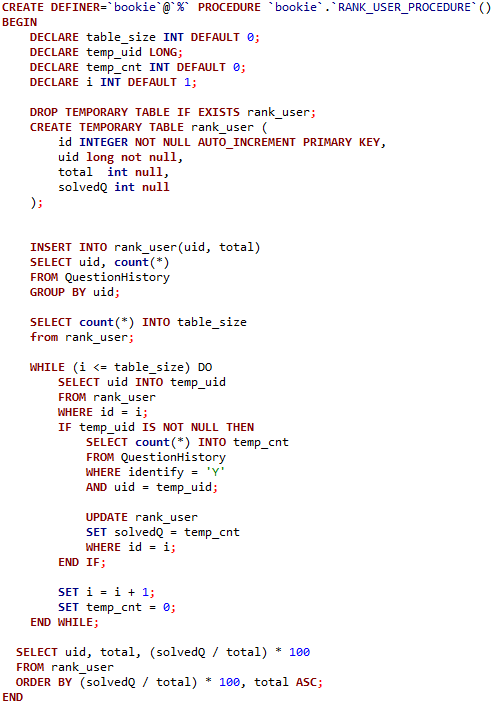 CREATE DEFINER=`bookie`@`%` PROCEDURE `bookie`.`RANK_USER_PROCEDURE`()
BEGIN
    DECLARE table_size INT DEFAULT 0;
    DECLARE temp_uid LONG;
    DECLARE temp_cnt INT DEFAULT 0;
    DECLARE i INT DEFAULT 1;

    DROP TEMPORARY TABLE IF EXISTS rank_user;
    CREATE TEMPORARY TABLE rank_user (
        id INTEGER NOT NULL AUTO_INCREMENT PRIMARY KEY,
        uid long not null,
        total  int null,
        solvedQ int null
    );


    INSERT INTO rank_user(uid, total)
    SELECT uid, count(*)
    FROM QuestionHistory
    GROUP BY uid;

    SELECT count(*) INTO table_size
    from rank_user;

    WHILE (i <= table_size) DO
        SELECT uid INTO temp_uid
        FROM rank_user
        WHERE id = i;
        IF temp_uid IS NOT NULL THEN
            SELECT count(*) INTO temp_cnt
            FROM QuestionHistory
            WHERE identify = 'Y'
            AND uid = temp_uid;

            UPDATE rank_user
            SET solvedQ = temp_cnt
            WHERE id = i;
        END IF;

        SET i = i + 1;
        SET temp_cnt = 0;
    END WHILE;

  SELECT uid, total, (solvedQ / total) * 100
  FROM rank_user
  ORDER BY (solvedQ / total) * 100, total ASC;
END